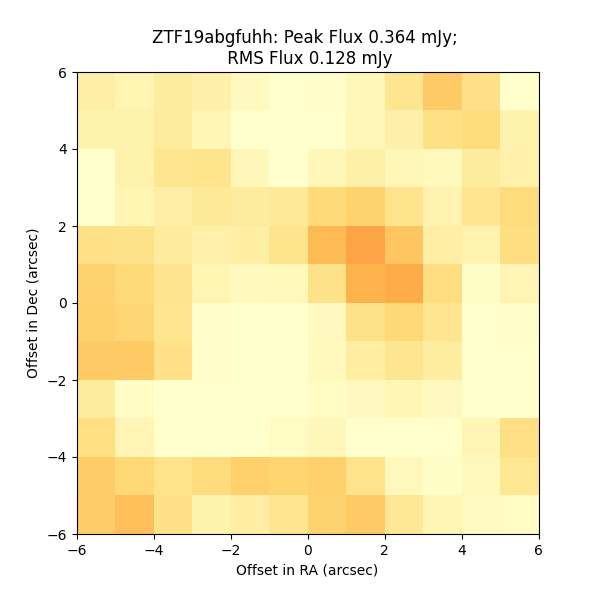 ZTF19abgfuhh: Peak Flux 0.364 mJy;
RMS Flux 0.128 mJy
6
4
2
0
−2
−4
−6
Offset in Dec (arcsec)
−6 −4 −2 0 2 4 6
Offset in RA (arcsec)